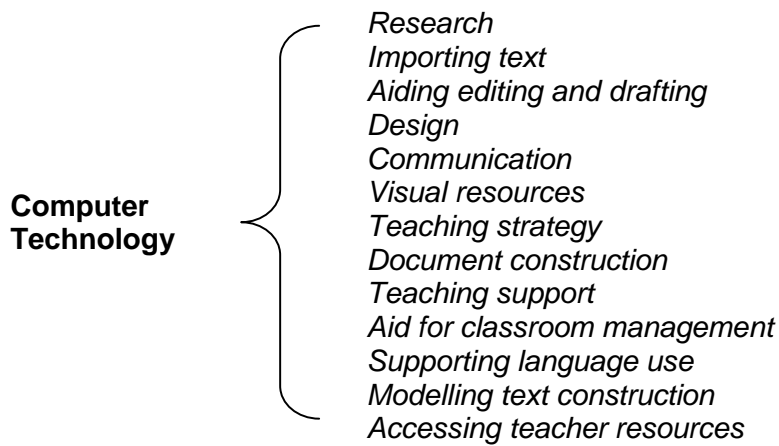 Research
Importing text
Aiding editing and drafting
Design
Communication
Visual resources
Computer
Technology
Teaching strategy
Document construction
Teaching support
Aid for classroom management
Supporting language use
Modelling text construction
Accessing teacher resources